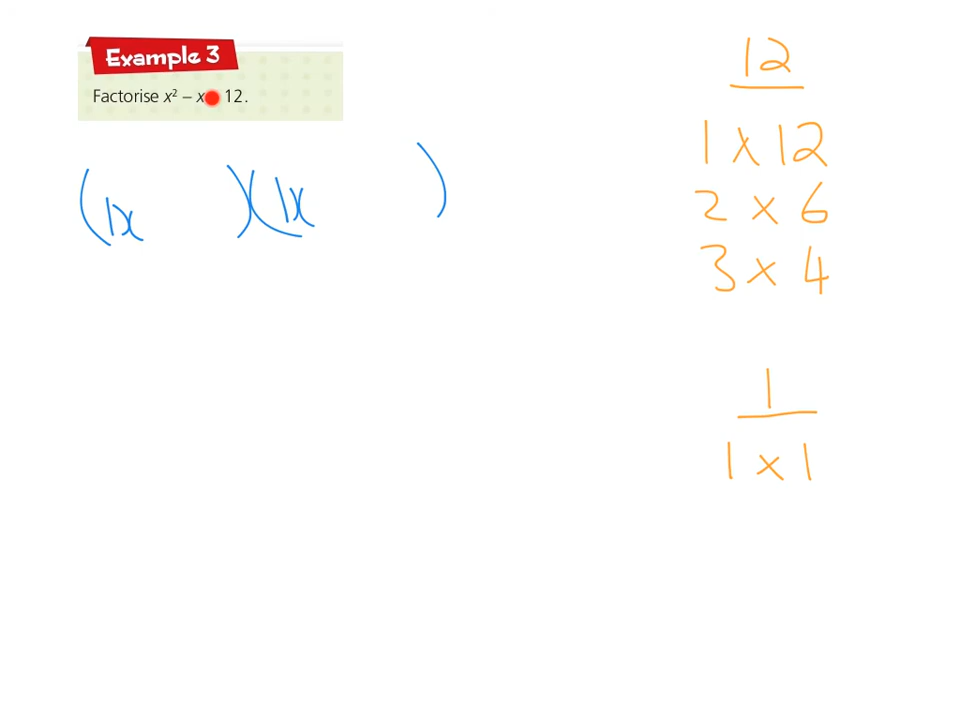 Example 3
Factorise x² – x 12.
(1x )(1x )
12
1 x 12
2 x 6
3 x 4
1
1 x 1